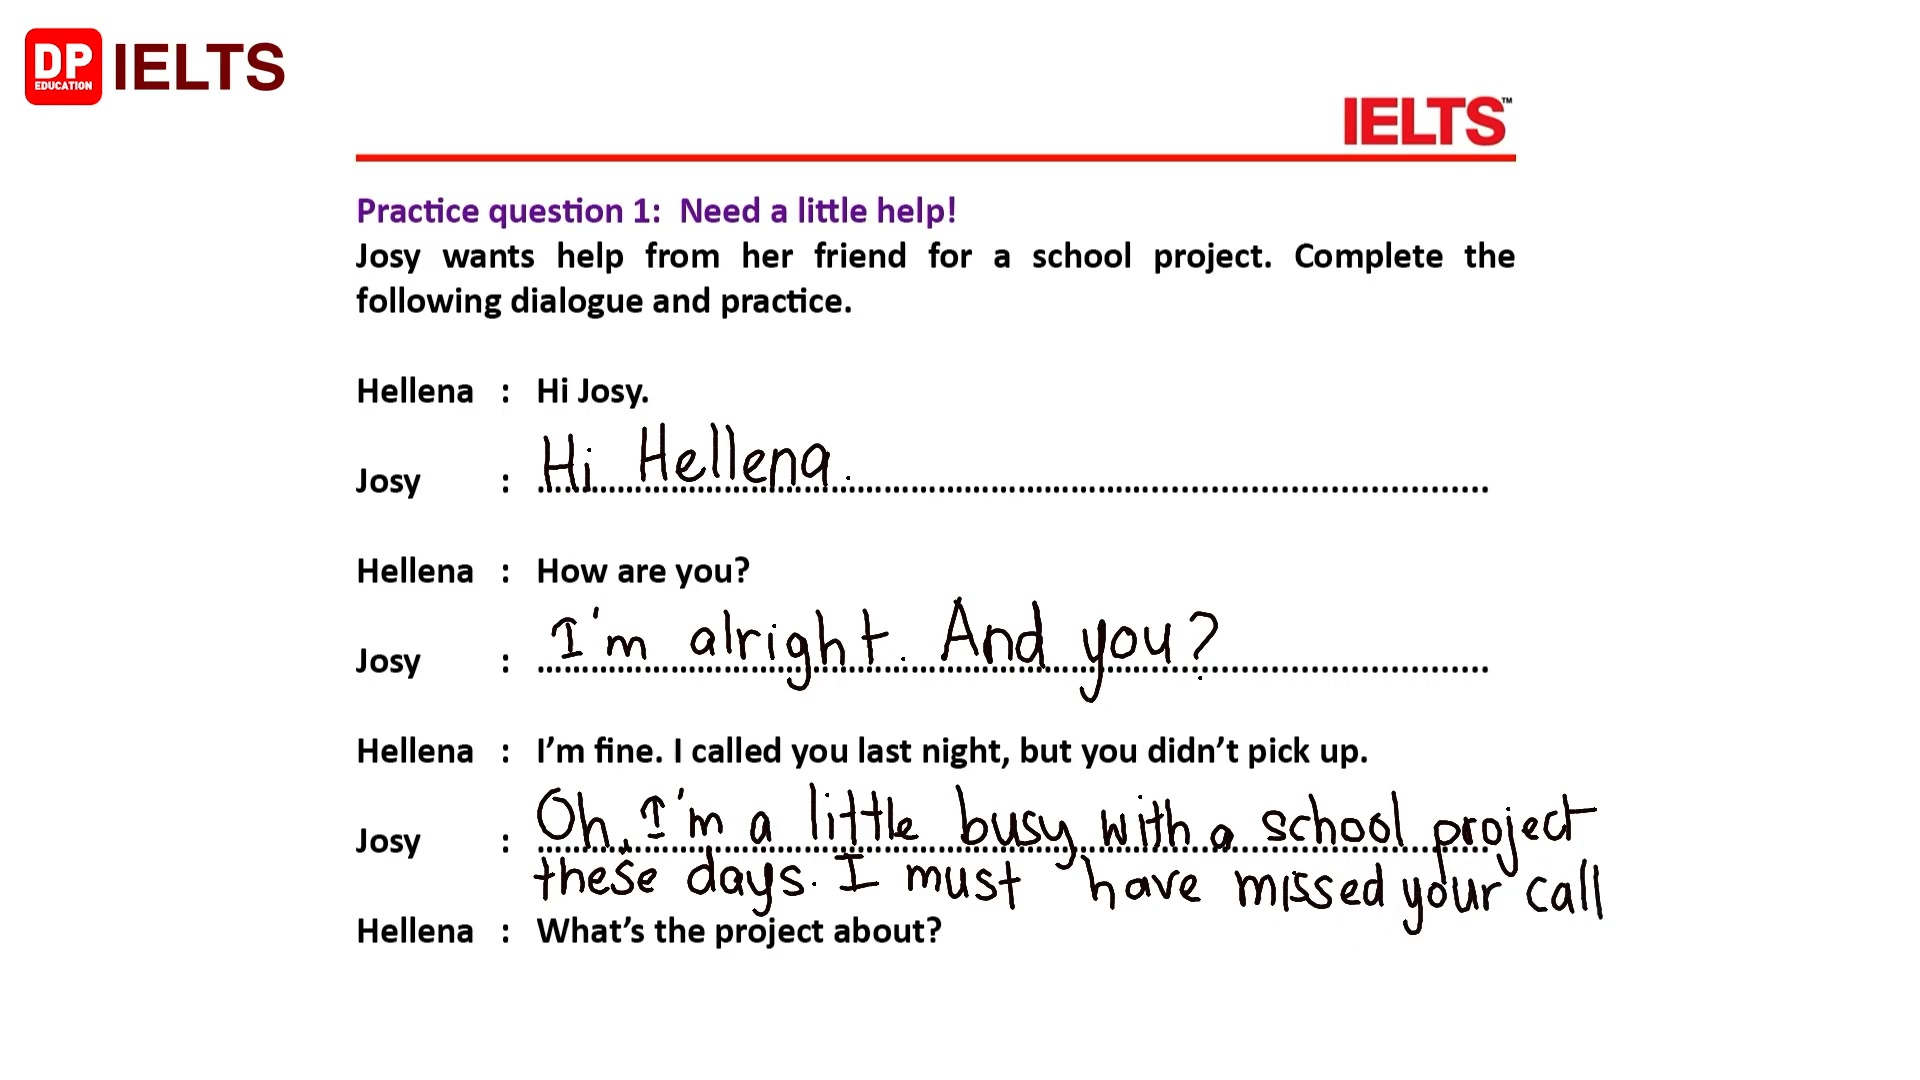 DP EDUCATION IELTS
IELTS™
Practice question 1: Need a little help!
Josy wants help from her friend for a school project. Complete the
following dialogue and practice.
Hellena : Hi Josy.
Josy : Hi Hellena.
Hellena : How are you?
Josy : I'm alright. And you?
Hellena : I’m fine. I called you last night, but you didn’t pick up.
Josy : Oh, I'm a little busy with a school project
these days. I must have missed your call
Hellena : What’s the project about?